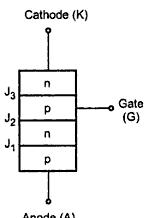 Cathode (K)
n
J3
p
Gate
(G)
J2
n
J1
p
Anode (A)